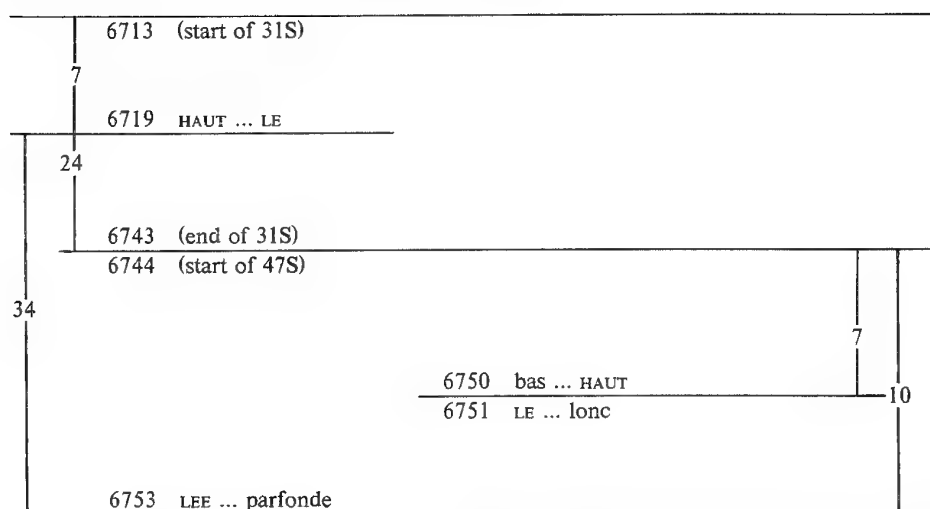 6713 (start of 31S)
7
6719 HAUT ... LE
24
6743 (end of 31S)
6744 (start of 47S)
34
7
6750 bas ... HAUT
10
6751 LE ... lonc
6753 LEE ... parfonde